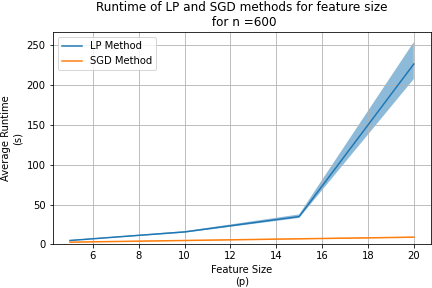 Runtime of LP and SGD methods for feature size
for n =600
LP Method
SGD Method
Average Runtime
(s)
250
200
150
100
50
0
6 8 10 12 14 16 18 20
Feature Size
(p)